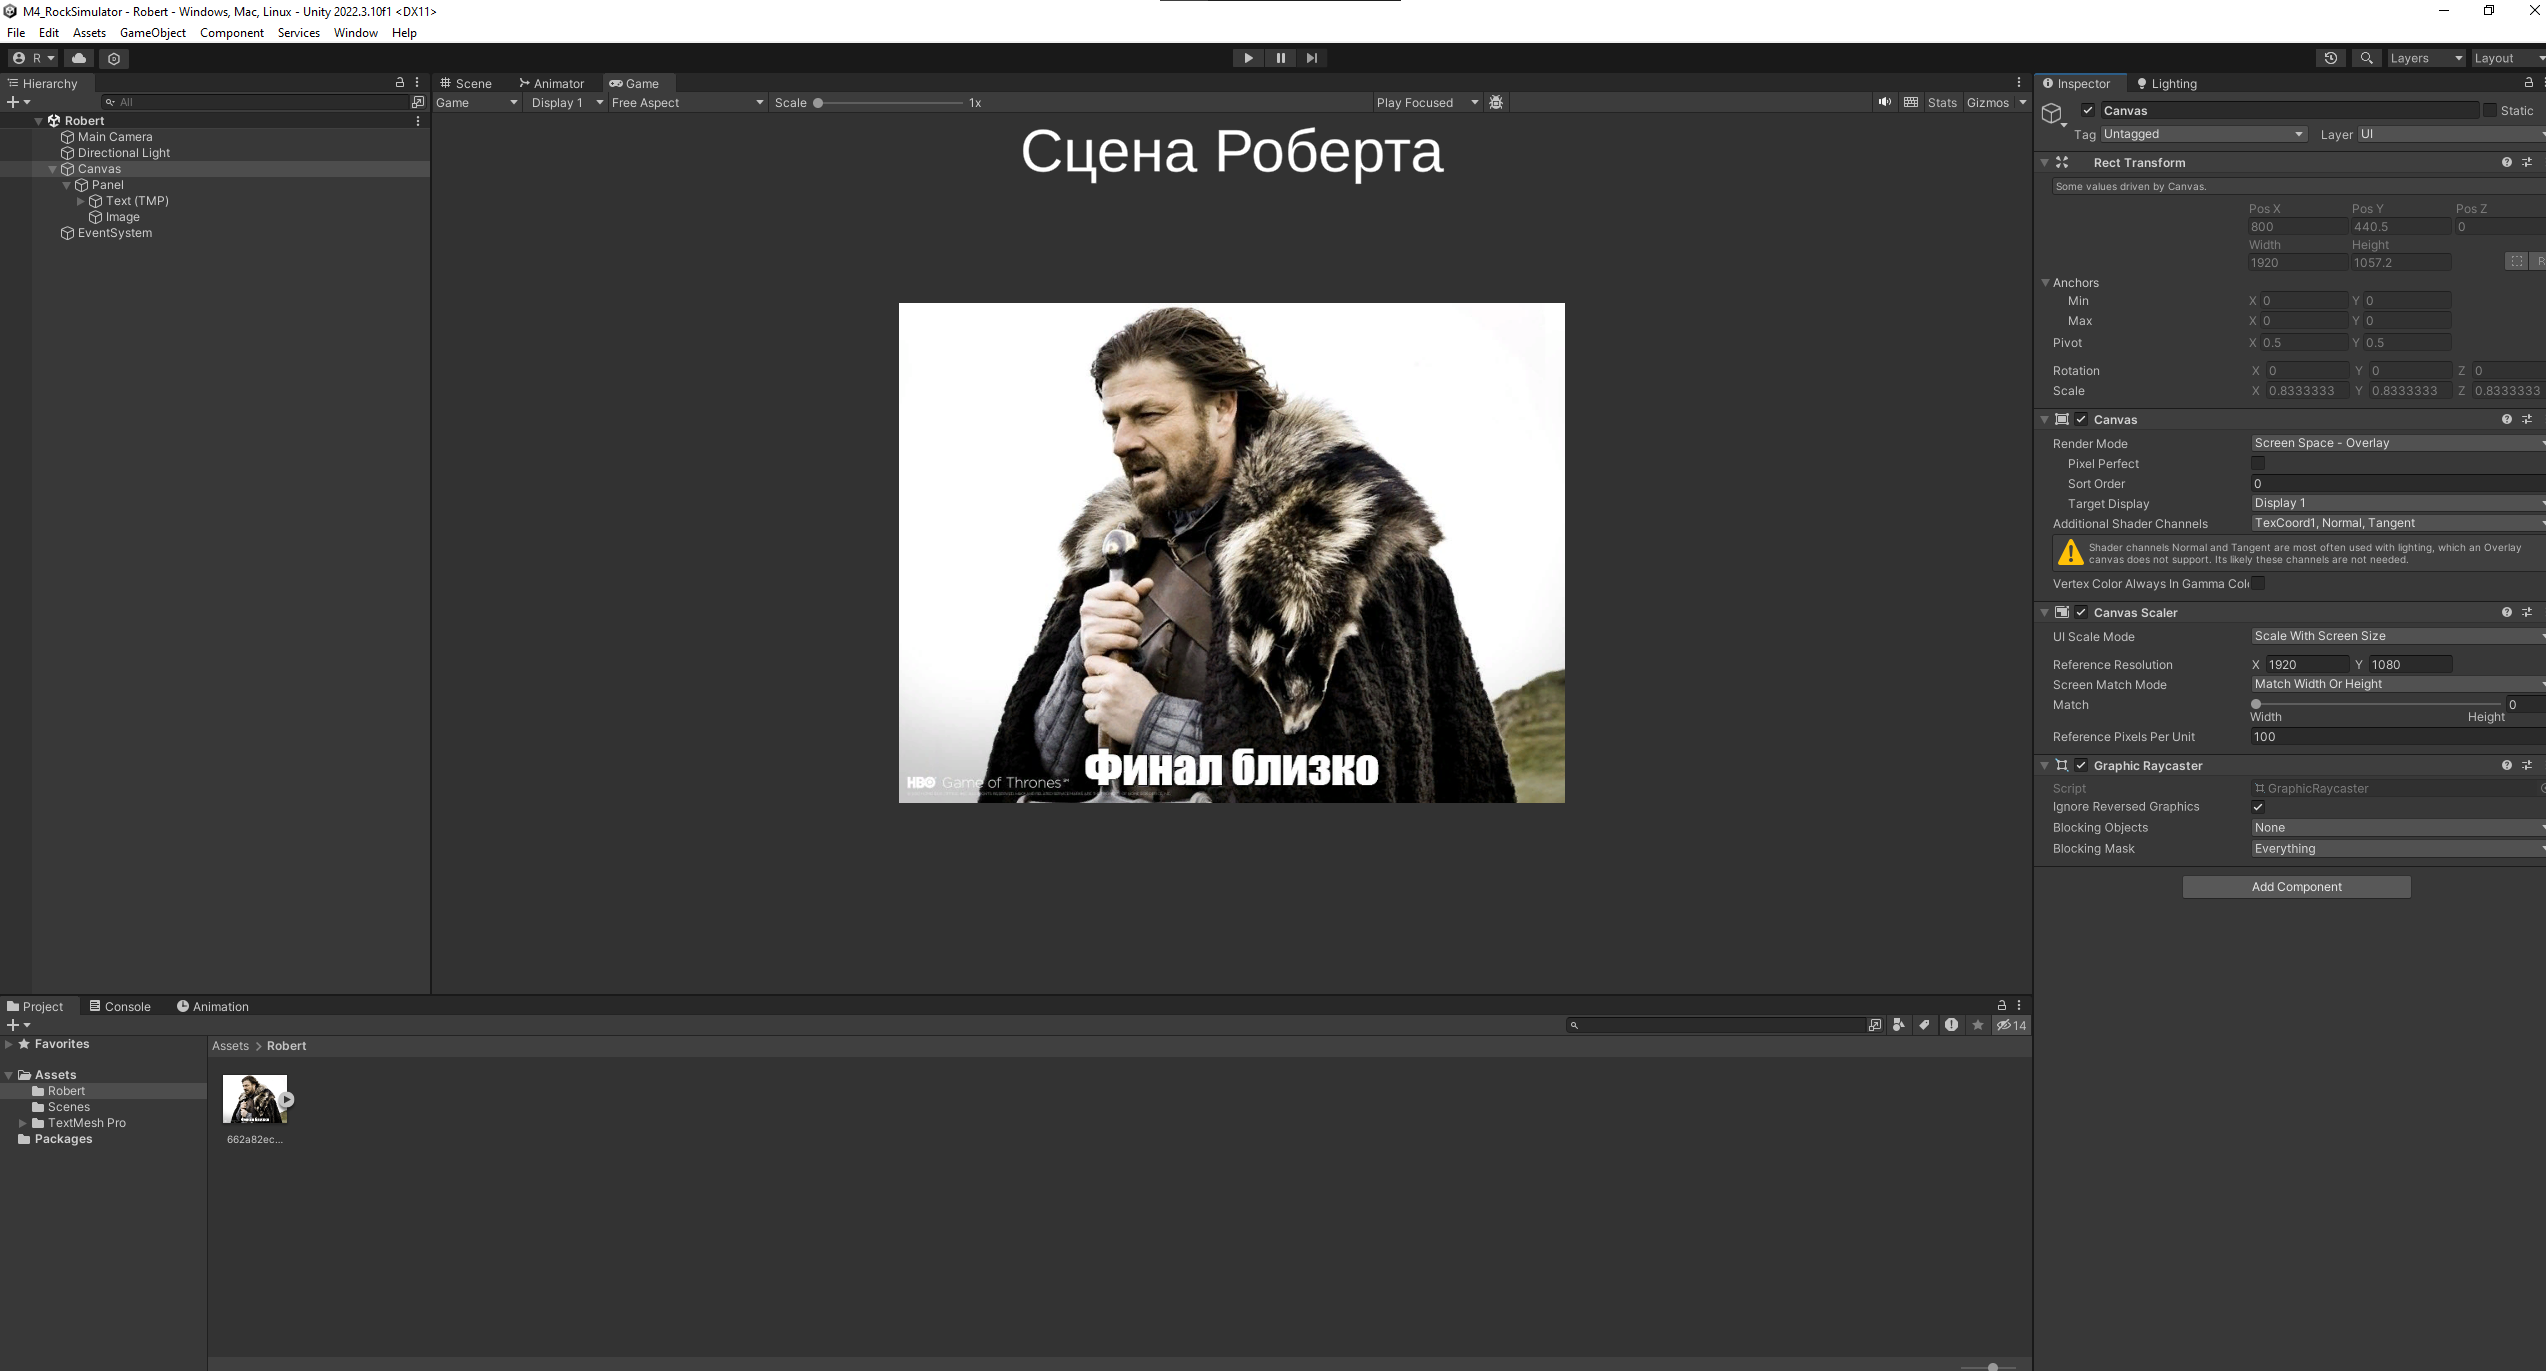 M4_RockSimulator - Robert - Windows, Mac, Linux - Unity 2022.3.10f1 <DX11>
File Edit Assets GameObject Component Services Window Help
R Layers Layout
Hierarchy
All
Robert
Main Camera
Directional Light
Canvas
Panel
Text (TMP)
Image
EventSystem
Scene Animator Game
Game Display 1 Free Aspect Scale 1x Play Focused Stats Gizmos
Сцена Роберта
Финал близко
HBO Game of Thrones
Inspector Lighting
Canvas Static
Tag Untagged Layer UI
Rect Transform
Some values driven by Canvas.
Pos X Pos Y Pos Z
800 440.5 0
Width Height
1920 1057.2 R
Anchors
Min X 0 Y 0
Max X 0 Y 0
Pivot X 0.5 Y 0.5
Rotation X 0 Y 0 Z 0
Scale X 0.8333333 Y 0.8333333 Z 0.8333333
Canvas
Render Mode Screen Space - Overlay
Pixel Perfect
Sort Order 0
Target Display Display 1
Additional Shader Channels TexCoord1, Normal, Tangent
Shader channels Normal and Tangent are most often used with lighting, which an Overlay
canvas does not support. Its likely these channels are not needed.
Vertex Color Always In Gamma Col
Canvas Scaler
UI Scale Mode Scale With Screen Size
Reference Resolution X 1920 Y 1080
Screen Match Mode Match Width Or Height
Match 0
Width Height
Reference Pixels Per Unit 100
Graphic Raycaster
Script GraphicRaycaster
Ignore Reversed Graphics
Blocking Objects None
Blocking Mask Everything
Add Component
Project Console Animation
14
Favorites
Assets
Robert
Scenes
TextMesh Pro
Packages
Assets > Robert
662a82ec...